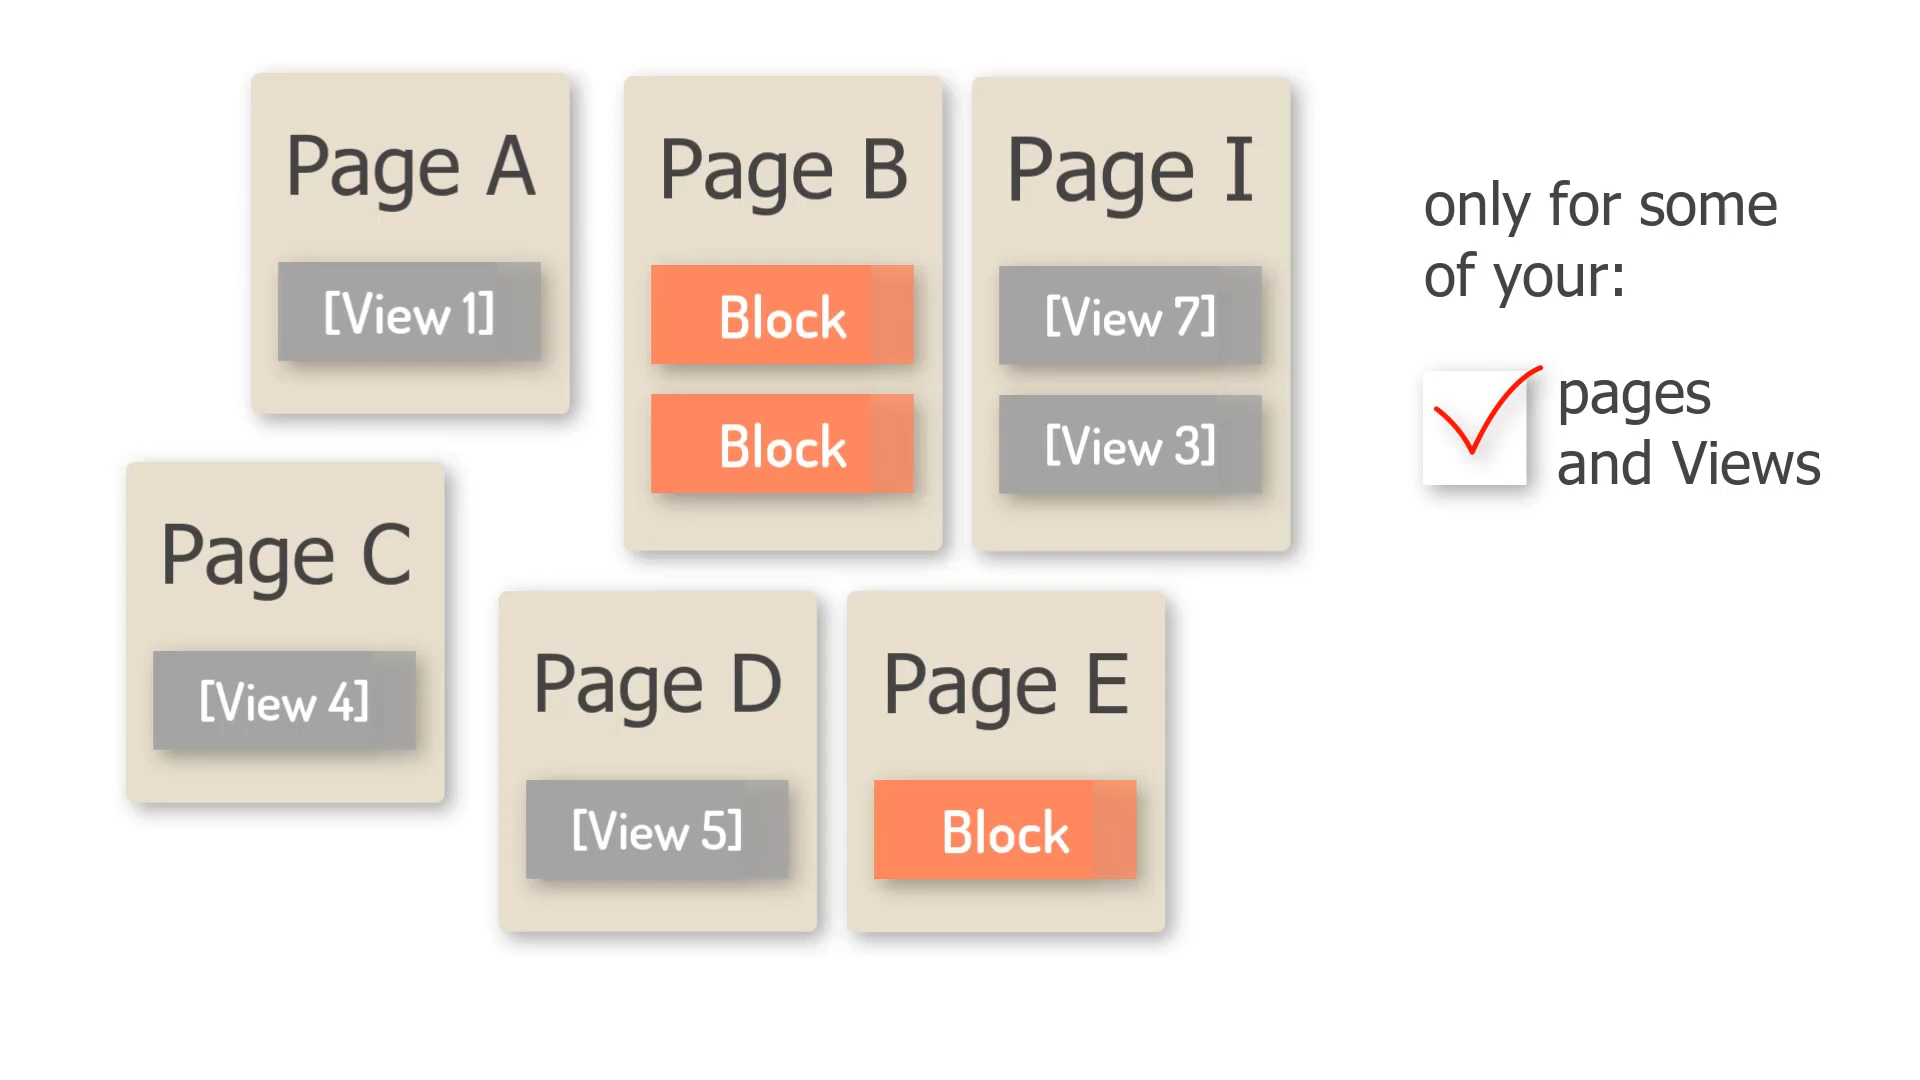 Page A
[View 1]
Page B
Block
Block
Page I
[View 7]
[View 3]
only for some
of your:
pages
and Views
Page C
[View 4]
Page D
[View 5]
Page E
Block